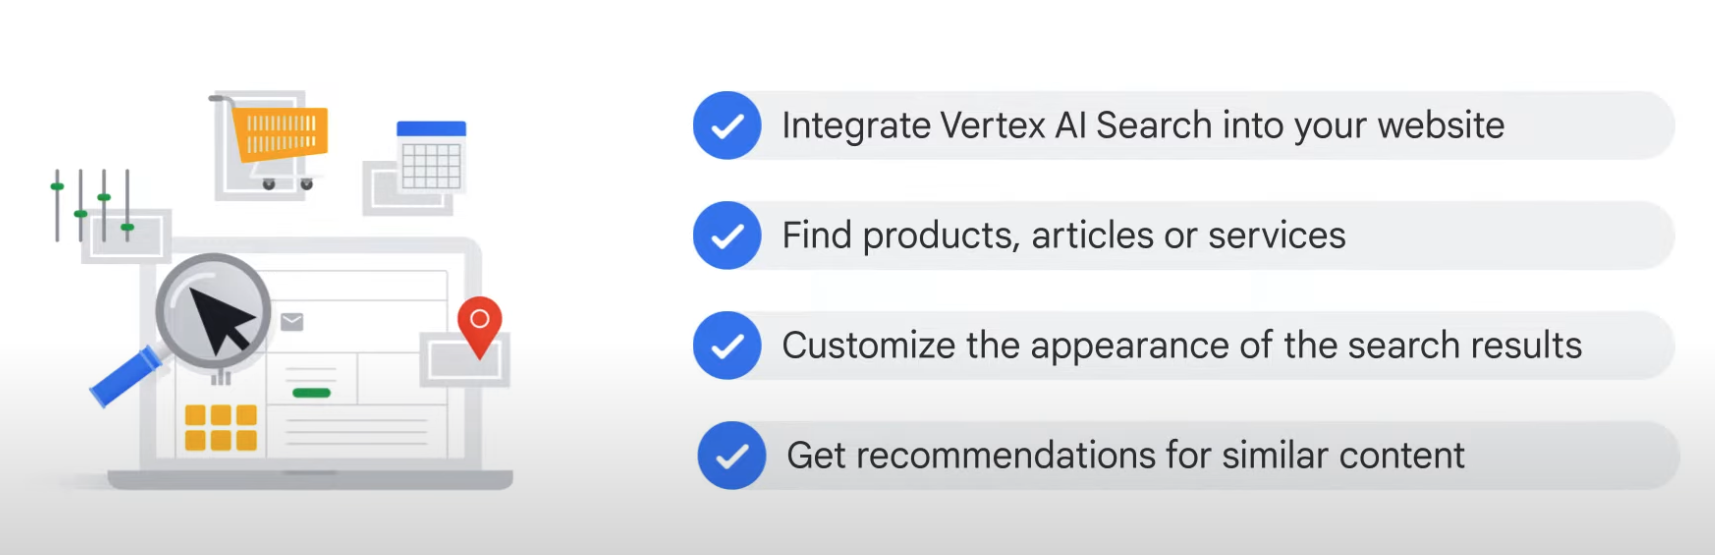 Integrate Vertex AI Search into your website
Find products, articles or services
Customize the appearance of the search results
Get recommendations for similar content